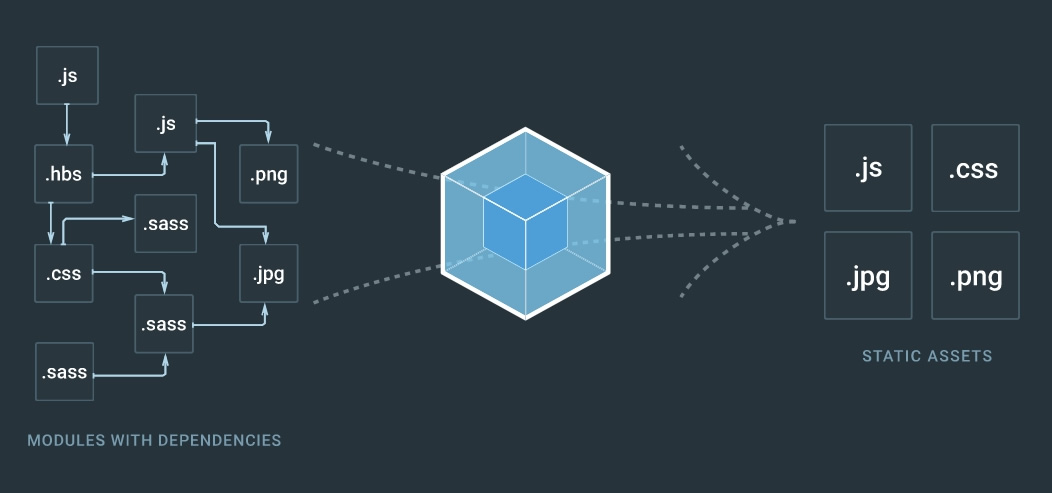 .js
.js
.hbs
.png
.sass
.css
.jpg
.sass
.sass
MODULES WITH DEPENDENCIES
.js
.css
.jpg
.png
STATIC ASSETS